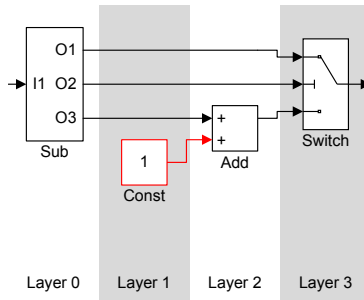 O1
I1 O2
O3
Sub
+
+
Add
1
Const
Switch
Layer 0 Layer 1 Layer 2 Layer 3